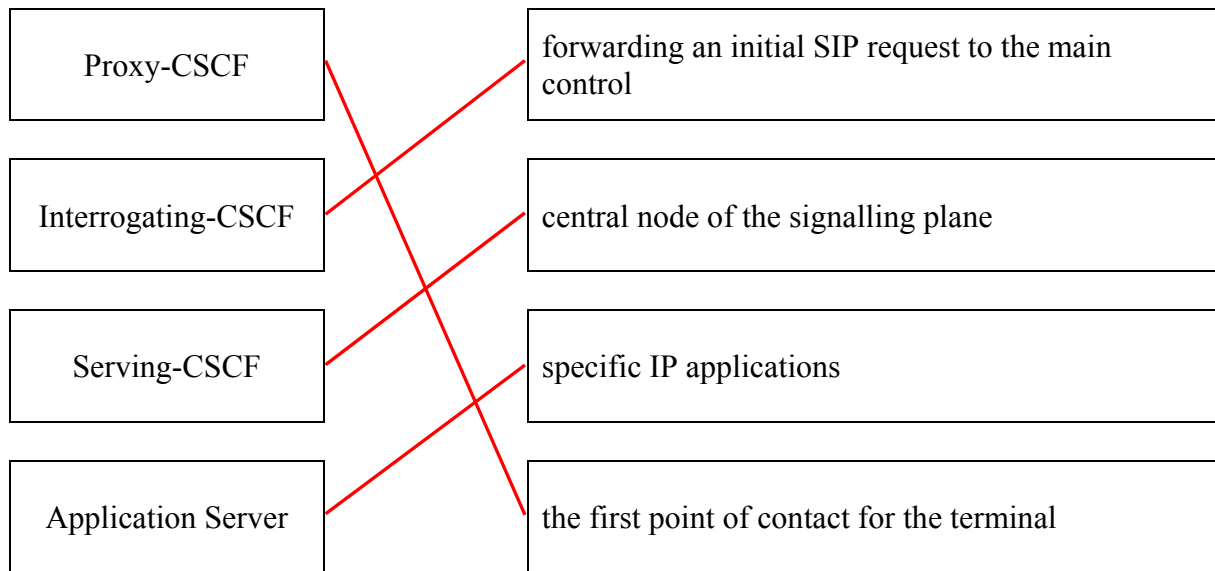 Proxy-CSCF
forwarding an initial SIP request to the main
control
Interrogating-CSCF
central node of the signalling plane
Serving-CSCF
specific IP applications
Application Server
the first point of contact for the terminal